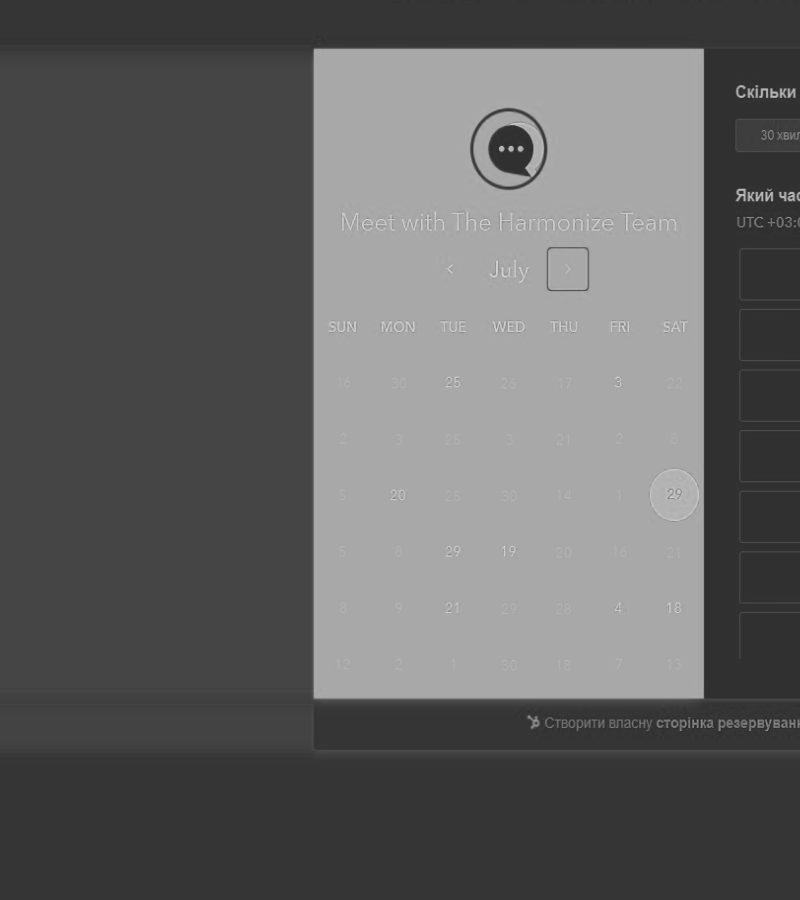 Meet with The Harmonize Team
‹ July ›
SUN MON TUE WED THU FRI SAT
16 30 25 26 17 3 22
2 3 25 3 21 2 8
5 20 25 30 14 1 29
5 8 29 19 20 16 21
8 9 21 29 28 4 18
12 2 1 30 18 7 13
Скільки
30 хвил
Який час
UTC +03:0
Створити власну сторінка резервуванн